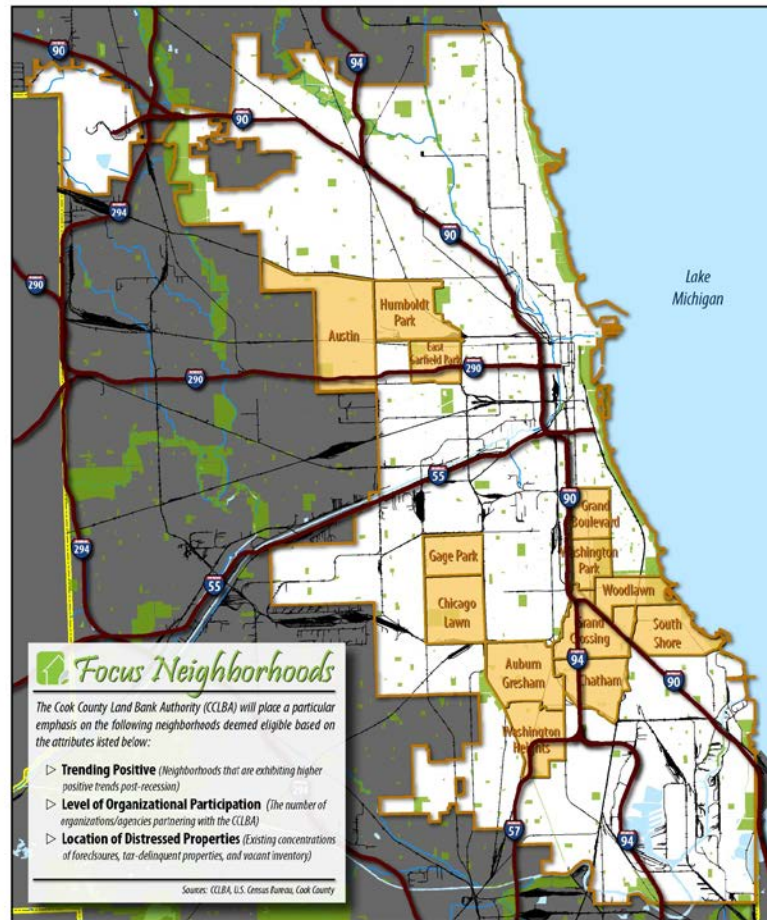 90
94
90
294
90
290
Lake
Michigan
Humboldt
Park
Austin
East
Garfield Park
290
290
55
90
Grand
Boulevard
Gage Park
Washington
Park
294
55
Woodlawn
Chicago
Lawn
Grand
Crossing
South
Shore
94
Auburn
Gresham
Chatham
90
Washington
Heights
57
94
Focus Neighborhoods
The Cook County Land Bank Authority (CCLBA) will place a particular
emphasis on the following neighborhoods deemed eligible based on
the attributes listed below:
▷ Trending Positive (Neighborhoods that are exhibiting higher
positive trends post-recession)
▷ Level of Organizational Participation (The number of
organizations/agencies partnering with the CCLBA)
▷ Location of Distressed Properties (Existing concentrations
of foreclosures, tax-delinquent properties, and vacant inventory)
Sources: CCLBA, U.S. Census Bureau, Cook County